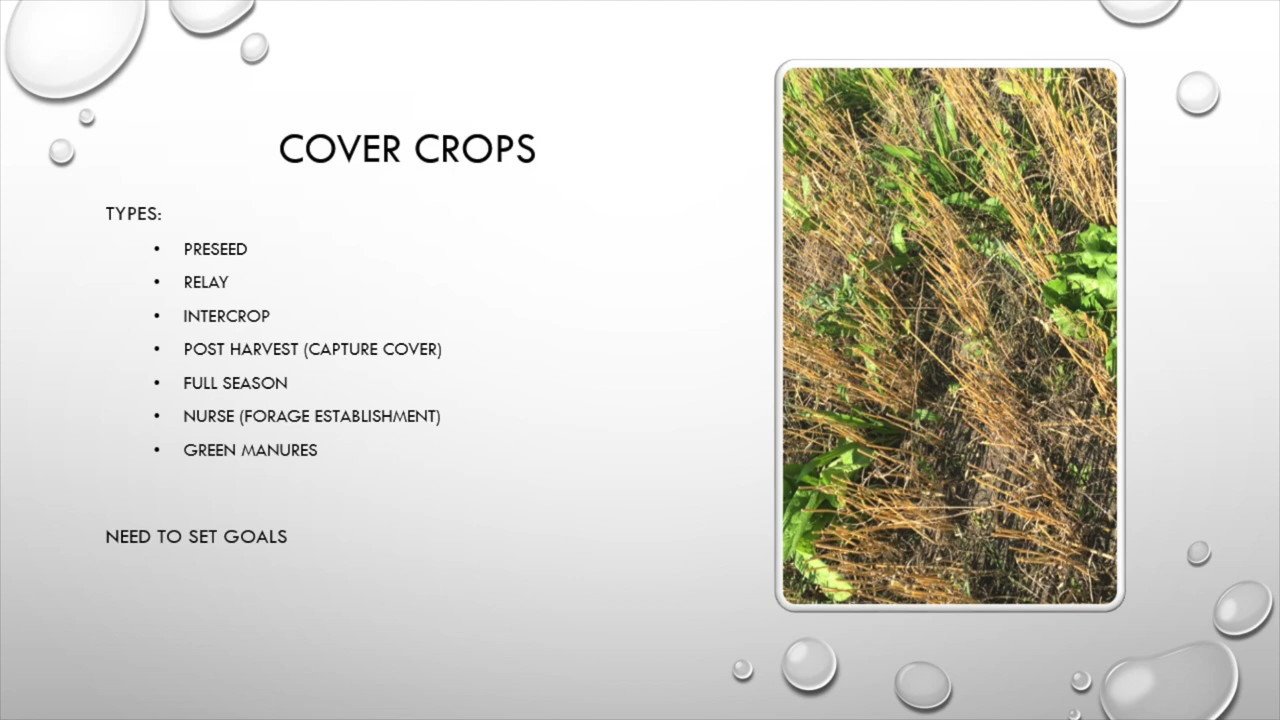 COVER CROPS
TYPES:
• PRESEED
• RELAY
• INTERCROP
• POST HARVEST (CAPTURE COVER)
• FULL SEASON
• NURSE (FORAGE ESTABLISHMENT)
• GREEN MANURES
NEED TO SET GOALS